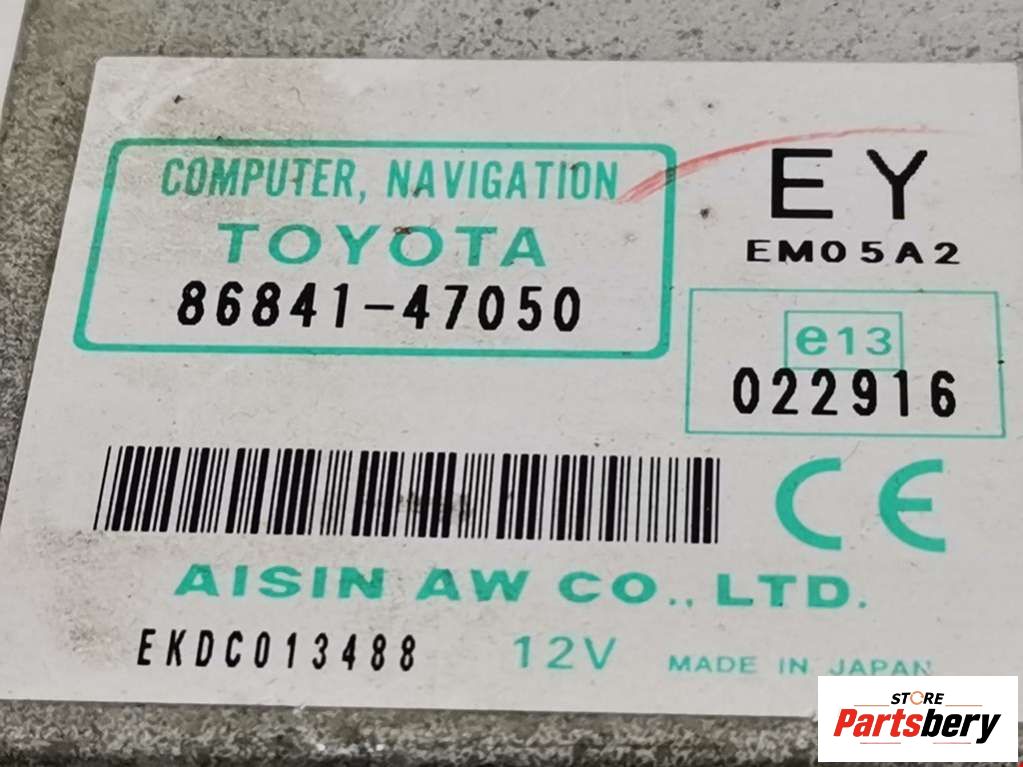 COMPUTER, NAVIGATION
TOYOTA
86841-47050
EY
EM05A2
e13
022916
CE
AISIN AW CO., LTD.
EKDC013488 12V MADE IN JAPAN
STORE
Partsbery